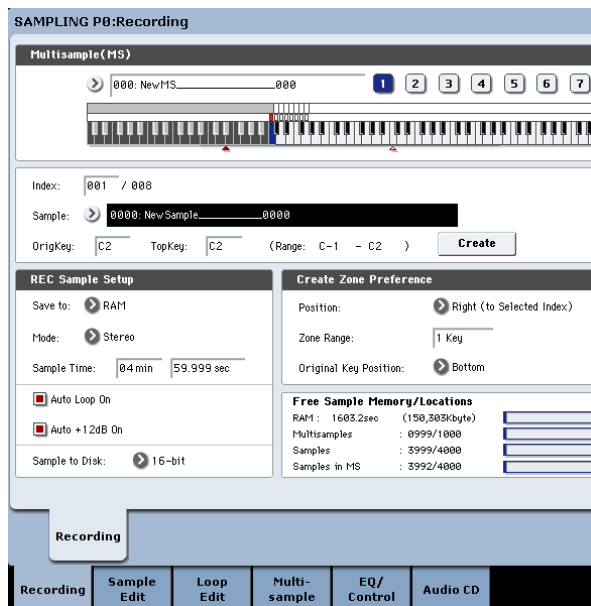 SAMPLING P0:Recording
Multisample(MS)
000: NewMS________________000
1 2 3 4 5 6 7
Index: 001 / 008
Sample: 0000: NewSample____________0000
OrigKey: C2 TopKey: C2 (Range: C-1 - C2 ) Create
REC Sample Setup
Save to: RAM
Mode: Stereo
Sample Time: 04 min 59.999 sec
Auto Loop On
Auto +12dB On
Sample to Disk: 16-bit
Create Zone Preference
Position: Right (to Selected Index)
Zone Range: 1 Key
Original Key Position: Bottom
Free Sample Memory/Locations
RAM : 1603.2sec (150,303Kbyte)
Multisamples : 0999/1000
Samples : 3999/4000
Samples in MS : 3992/4000
Recording
Recording
Sample Edit
Loop Edit
Multi-sample
EQ/ Control
Audio CD